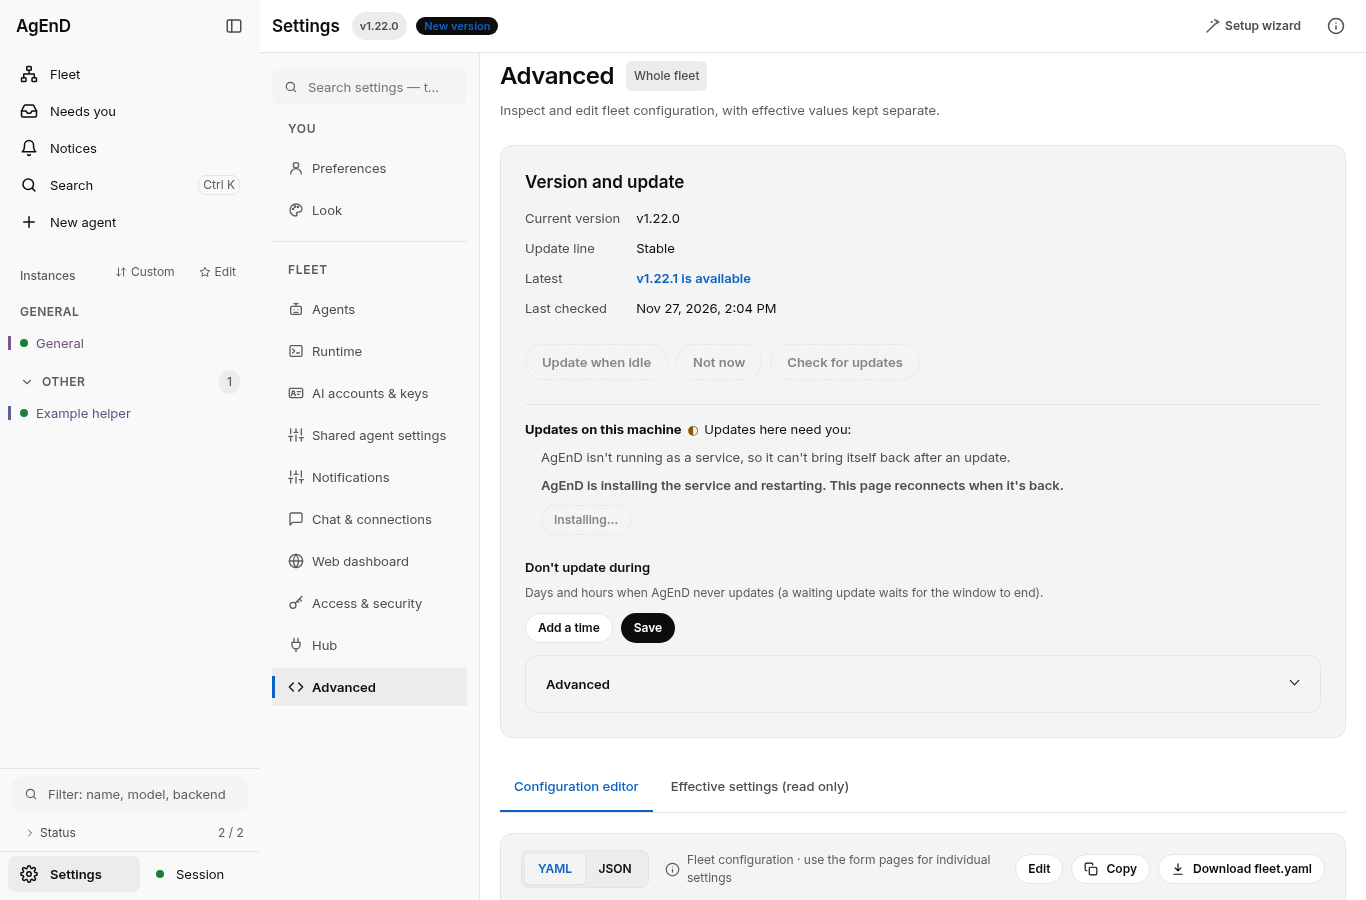 AgEnD
Fleet
Needs you
Notices
Search
Ctrl K
New agent
Instances
Custom
Edit
GENERAL
General
OTHER
1
Example helper
Filter: name, model, backend
Status
2 / 2
Settings
Session
Settings
v1.22.0
New version
Setup wizard
Search settings — t...
YOU
Preferences
Look
FLEET
Agents
Runtime
AI accounts & keys
Shared agent settings
Notifications
Chat & connections
Web dashboard
Access & security
Hub
Advanced
Advanced
Whole fleet
Inspect and edit fleet configuration, with effective values kept separate.
Version and update
Current version v1.22.0
Update line Stable
Latest v1.22.1 is available
Last checked Nov 27, 2026, 2:04 PM
Update when idle
Not now
Check for updates
Updates on this machine Updates here need you:
AgEnD isn't running as a service, so it can't bring itself back after an update.
AgEnD is installing the service and restarting. This page reconnects when it's back.
Installing...
Don't update during
Days and hours when AgEnD never updates (a waiting update waits for the window to end).
Add a time
Save
Advanced
Configuration editor
Effective settings (read only)
YAML
JSON
Fleet configuration · use the form pages for individual
settings
Edit
Copy
Download fleet.yaml